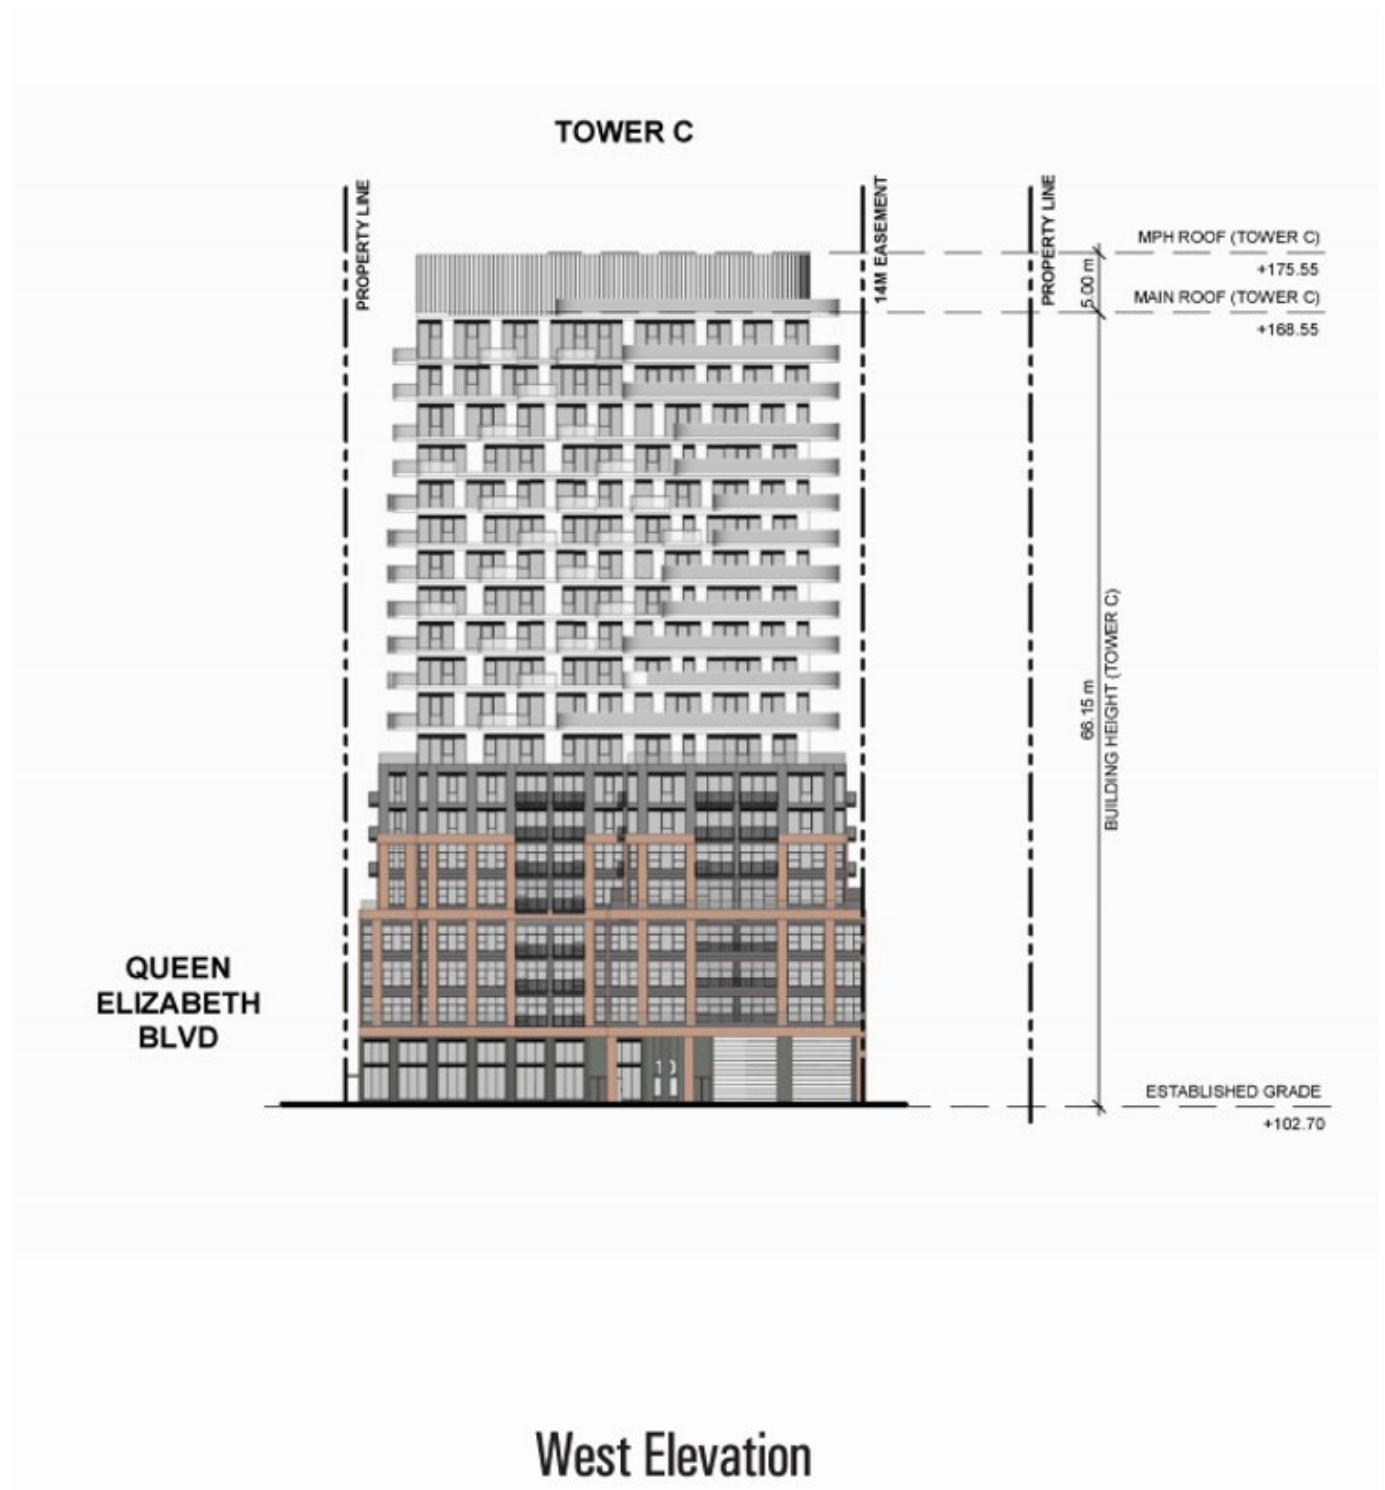 TOWER C
PROPERTY LINE
14M EASEMENT
PROPERTY LINE
MPH ROOF (TOWER C)
+175.55
5.00 m
MAIN ROOF (TOWER C)
+168.55
66.15 m
BUILDING HEIGHT (TOWER C)
QUEEN
ELIZABETH
BLVD
10
ESTABLISHED GRADE
+102.70
West Elevation